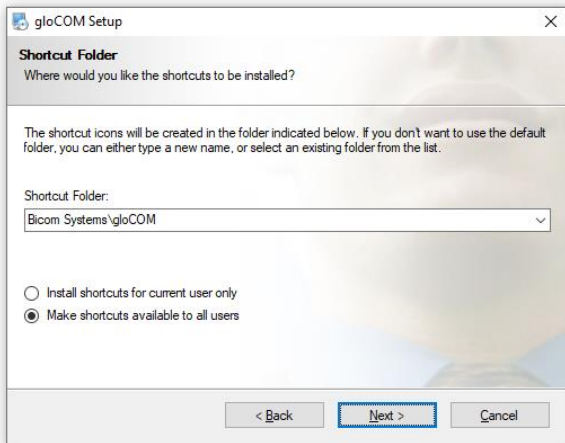 gloCOM Setup
Shortcut Folder
Where would you like the shortcuts to be installed?
The shortcut icons will be created in the folder indicated below. If you don't want to use the default
folder, you can either type a new name, or select an existing folder from the list.
Shortcut Folder:
Bicom Systems\gloCOM
Install shortcuts for current user only
Make shortcuts available to all users
< Back
Next >
Cancel